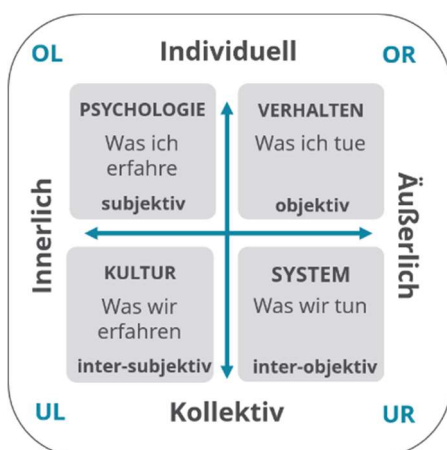 OL
Individuell
OR
PSYCHOLOGIE
Was ich
erfahre
subjektiv
VERHALTEN
Was ich tue
objektiv
Innerlich
Äußerlich
KULTUR
Was wir
erfahren
inter-subjektiv
SYSTEM
Was wir tun
inter-objektiv
UL
Kollektiv
UR